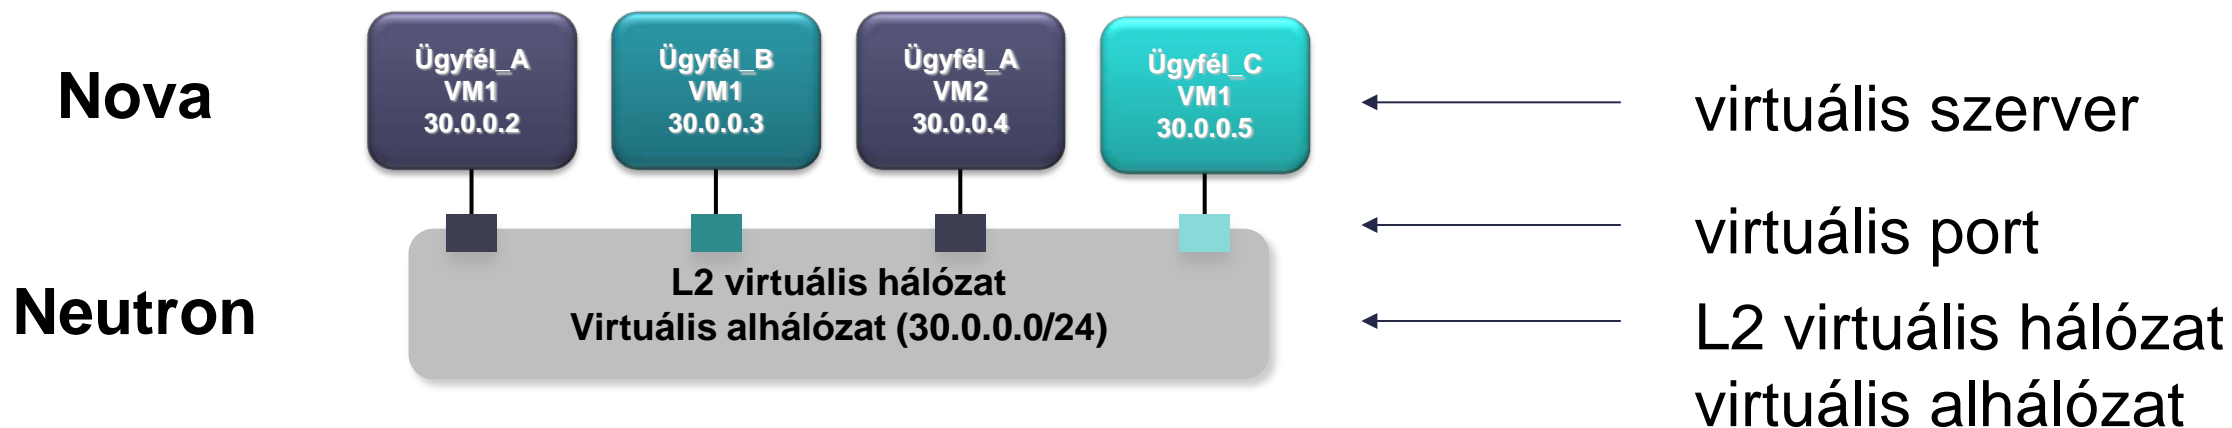 Nova
Ügyfél_A
VM1
30.0.0.2
Ügyfél_B
VM1
30.0.0.3
Ügyfél_A
VM2
30.0.0.4
Ügyfél_C
VM1
30.0.0.5
virtuális szerver
virtuális port
Neutron
L2 virtuális hálózat
Virtuális alhálózat (30.0.0.0/24)
L2 virtuális hálózat
virtuális alhálózat